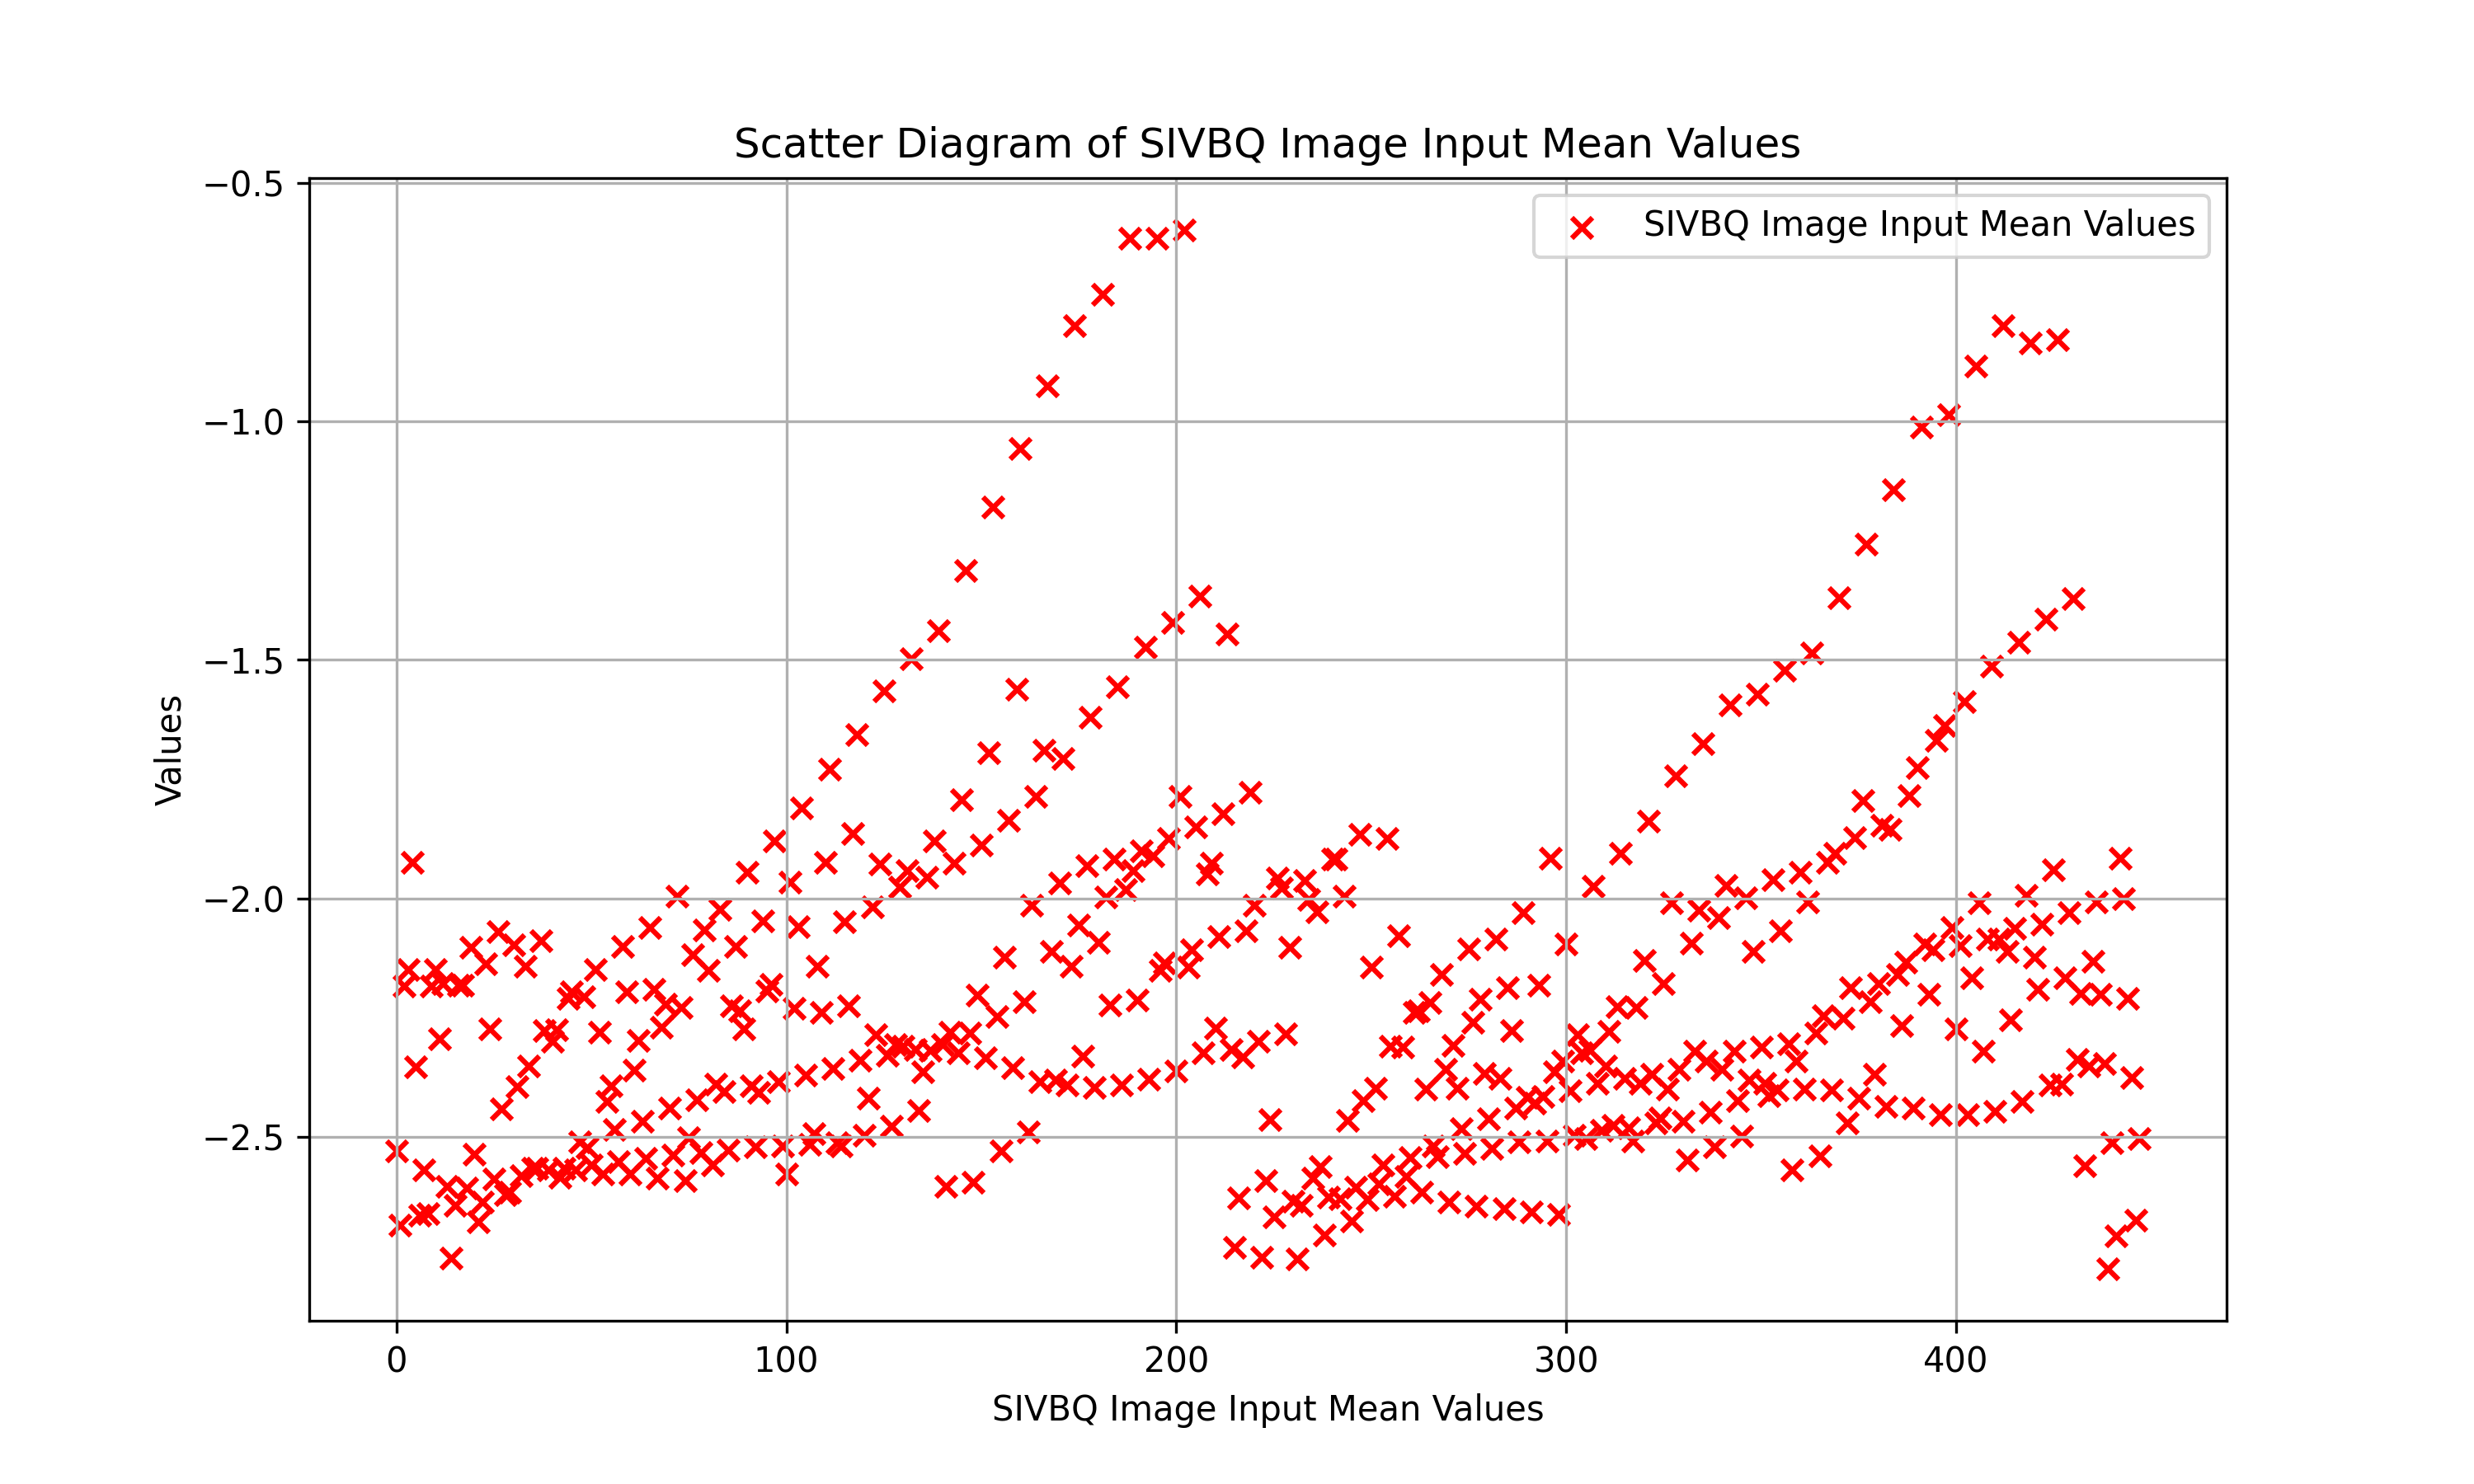 Scatter Diagram of SIVBQ Image Input Mean Values
SIVBQ Image Input Mean Values
−0.5
−1.0
−1.5
−2.0
−2.5
Values
0 100 200 300 400
SIVBQ Image Input Mean Values